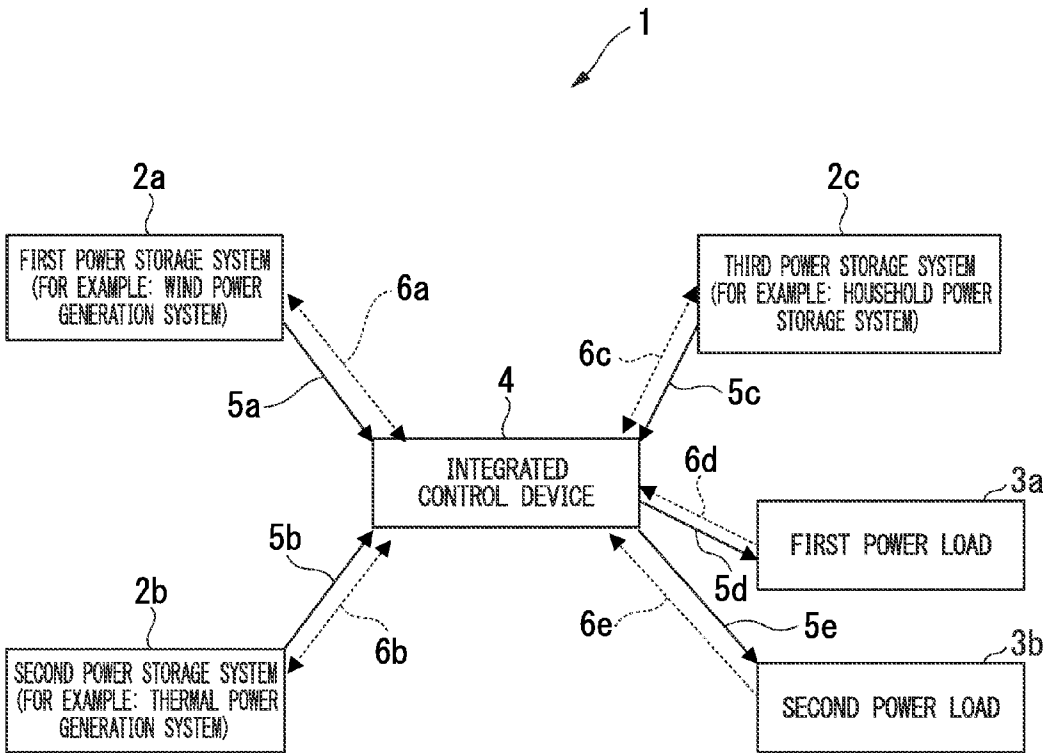 1
2a
2c
FIRST POWER STORAGE SYSTEM
(FOR EXAMPLE: WIND POWER
GENERATION SYSTEM)
THIRD POWER STORAGE SYSTEM
(FOR EXAMPLE: HOUSEHOLD POWER
STORAGE SYSTEM)
6a
6c
5a
4
5c
INTEGRATED
CONTROL DEVICE
6d
3a
FIRST POWER LOAD
5b
5d
2b
6b
6e
5e
3b
SECOND POWER STORAGE SYSTEM
(FOR EXAMPLE: THERMAL POWER
GENERATION SYSTEM)
SECOND POWER LOAD